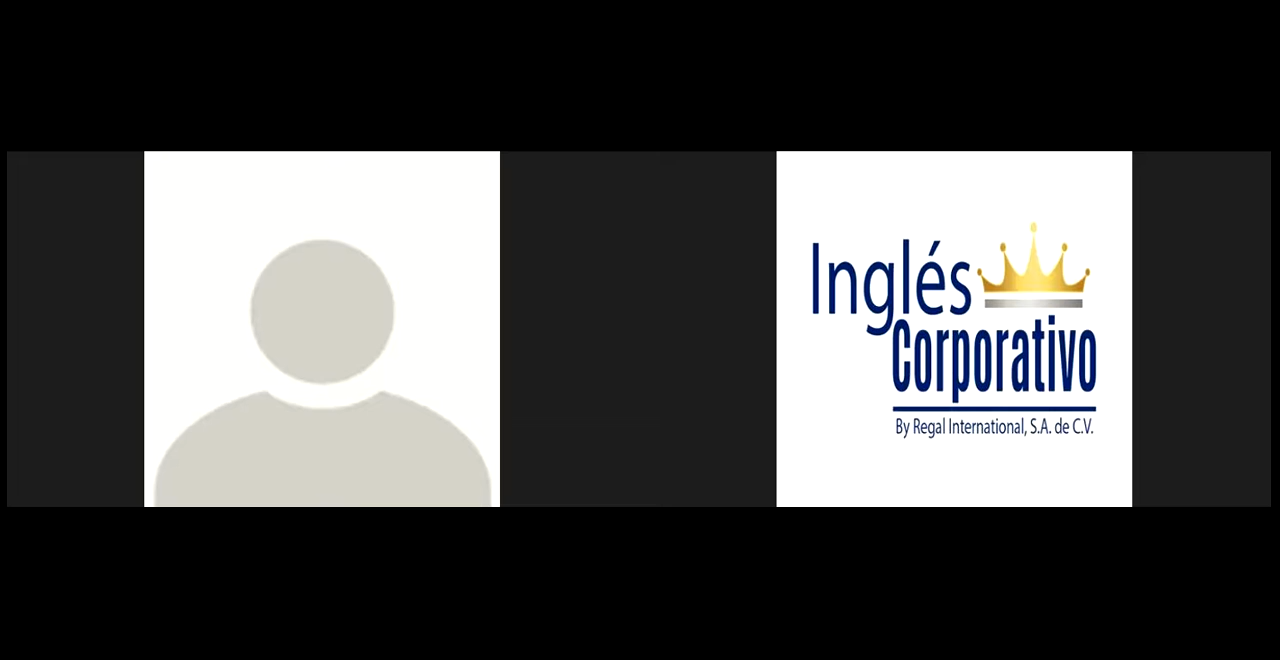 Inglés
Corporativo
By Regal International, S.A. de C.V.